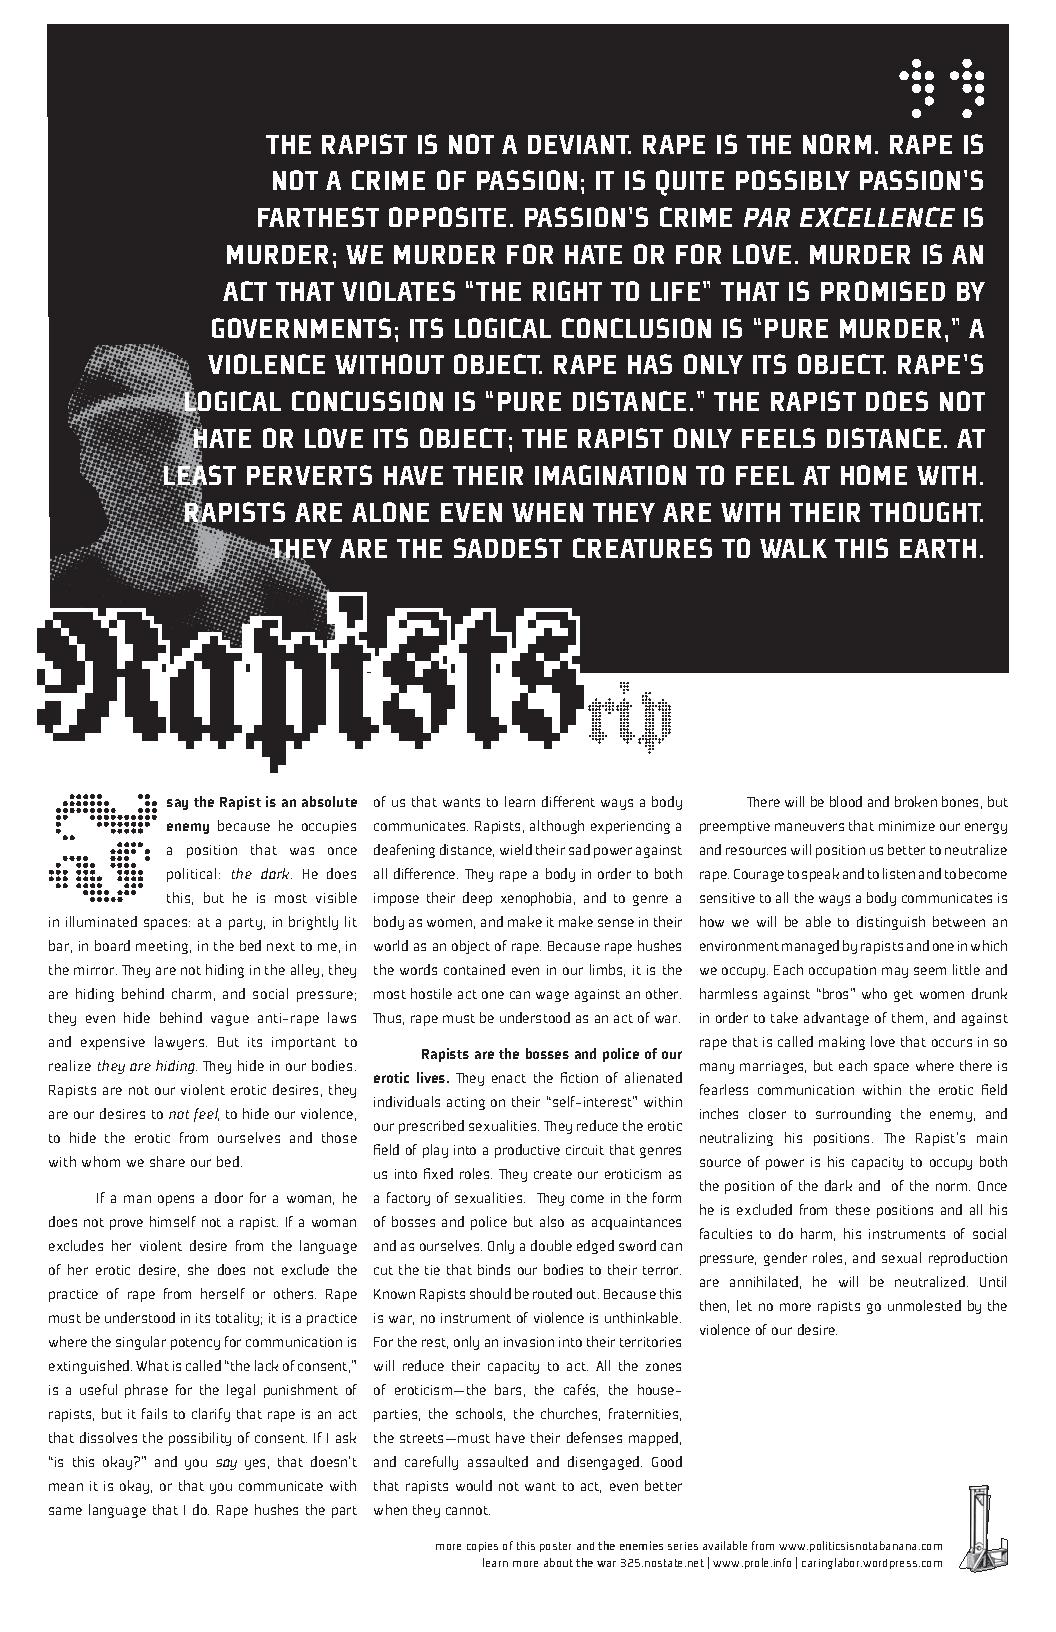 THE RAPIST IS NOT A DEVIANT. RAPE IS THE NORM. RAPE IS
NOT A CRIME OF PASSION; IT IS QUITE POSSIBLY PASSION'S
FARTHEST OPPOSITE. PASSION'S CRIME PAR EXCELLENCE IS
MURDER; WE MURDER FOR HATE OR FOR LOVE. MURDER IS AN
ACT THAT VIOLATES “THE RIGHT TO LIFE” THAT IS PROMISED BY
GOVERNMENTS; ITS LOGICAL CONCLUSION IS “PURE MURDER,” A
VIOLENCE WITHOUT OBJECT. RAPE HAS ONLY ITS OBJECT. RAPE'S
LOGICAL CONCUSSION IS “PURE DISTANCE.” THE RAPIST DOES NOT
HATE OR LOVE ITS OBJECT; THE RAPIST ONLY FEELS DISTANCE. AT
LEAST PERVERTS HAVE THEIR IMAGINATION TO FEEL AT HOME WITH.
RAPISTS ARE ALONE EVEN WHEN THEY ARE WITH THEIR THOUGHT.
THEY ARE THE SADDEST CREATURES TO WALK THIS EARTH.
Rapists rip
I say the Rapist is an absolute
enemy because he occupies
a position that was once
political: the dark. He does
this, but he is most visible
in illuminated spaces: at a party, in brightly lit
bar, in board meeting, in the bed next to me, in
the mirror. They are not hiding in the alley, they
are hiding behind charm, and social pressure;
they even hide behind vague anti-rape laws
and expensive lawyers. But its important to
realize they are hiding. They hide in our bodies.
Rapists are not our violent erotic desires, they
are our desires to not feel, to hide our violence,
to hide the erotic from ourselves and those
with whom we share our bed.
If a man opens a door for a woman, he
does not prove himself not a rapist. If a woman
excludes her violent desire from the language
of her erotic desire, she does not exclude the
practice of rape from herself or others. Rape
must be understood in its totality; it is a practice
where the singular potency for communication is
extinguished. What is called “the lack of consent,”
is a useful phrase for the legal punishment of
rapists, but it fails to clarify that rape is an act
that dissolves the possibility of consent. If I ask
“is this okay?” and you say yes, that doesn't
mean it is okay, or that you communicate with
same language that I do. Rape hushes the part
of us that wants to learn different ways a body
communicates. Rapists, although experiencing a
deafening distance, wield their sad power against
all difference. They rape a body in order to both
impose their deep xenophobia, and to genre a
body as women, and make it make sense in their
world as an object of rape. Because rape hushes
the words contained even in our limbs, it is the
most hostile act one can wage against an other.
Thus, rape must be understood as an act of war.
Rapists are the bosses and police of our
erotic lives. They enact the fiction of alienated
individuals acting on their “self-interest” within
our prescribed sexualities. They reduce the erotic
field of play into a productive circuit that genres
us into fixed roles. They create our eroticism as
a factory of sexualities. They come in the form
of bosses and police but also as acquaintances
and as ourselves. Only a double edged sword can
cut the tie that binds our bodies to their terror.
Known Rapists should be routed out. Because this
is war, no instrument of violence is unthinkable.
For the rest, only an invasion into their territories
will reduce their capacity to act. All the zones
of eroticism—the bars, the cafés, the house-
parties, the schools, the churches, fraternities,
the streets—must have their defenses mapped,
and carefully assaulted and disengaged. Good
that rapists would not want to act, even better
when they cannot.
There will be blood and broken bones, but
preemptive maneuvers that minimize our energy
and resources will position us better to neutralize
rape. Courage to speak and to listen and to become
sensitive to all the ways a body communicates is
how we will be able to distinguish between an
environment managed by rapists and one in which
we occupy. Each occupation may seem little and
harmless against “bros” who get women drunk
in order to take advantage of them, and against
rape that is called making love that occurs in so
many marriages, but each space where there is
fearless communication within the erotic field
inches closer to surrounding the enemy, and
neutralizing his positions. The Rapist's main
source of power is his capacity to occupy both
the position of the dark and of the norm. Once
he is excluded from these positions and all his
faculties to do harm, his instruments of social
pressure, gender roles, and sexual reproduction
are annihilated, he will be neutralized. Until
then, let no more rapists go unmolested by the
violence of our desire.
more copies of this poster and the enemies series available from www.politicsisnotabanana.com
learn more about the war 325.nostate.net | www.prole.info | caringlabor.wordpress.com